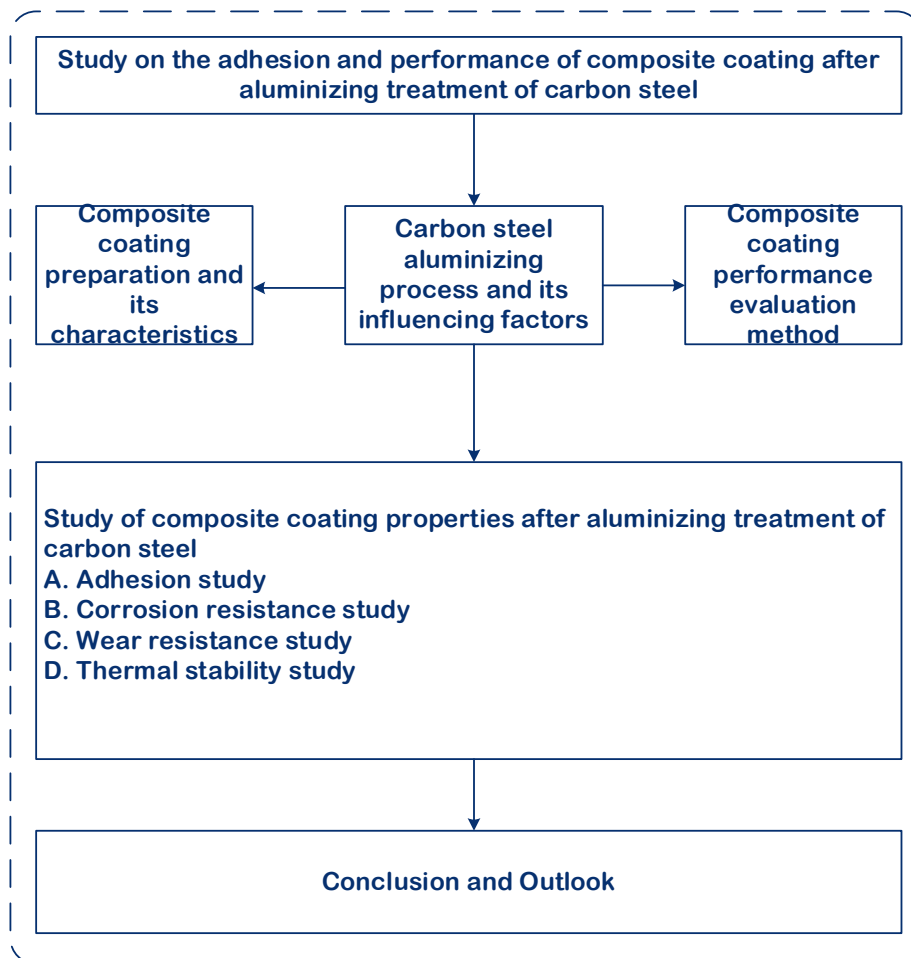 Study on the adhesion and performance of composite coating after
aluminizing treatment of carbon steel
Composite
coating
preparation and
its
characteristics
Carbon steel
aluminizing
process and its
influencing factors
Composite
coating
performance
evaluation
method
Study of composite coating properties after aluminizing treatment of
carbon steel
A. Adhesion study
B. Corrosion resistance study
C. Wear resistance study
D. Thermal stability study
Conclusion and Outlook